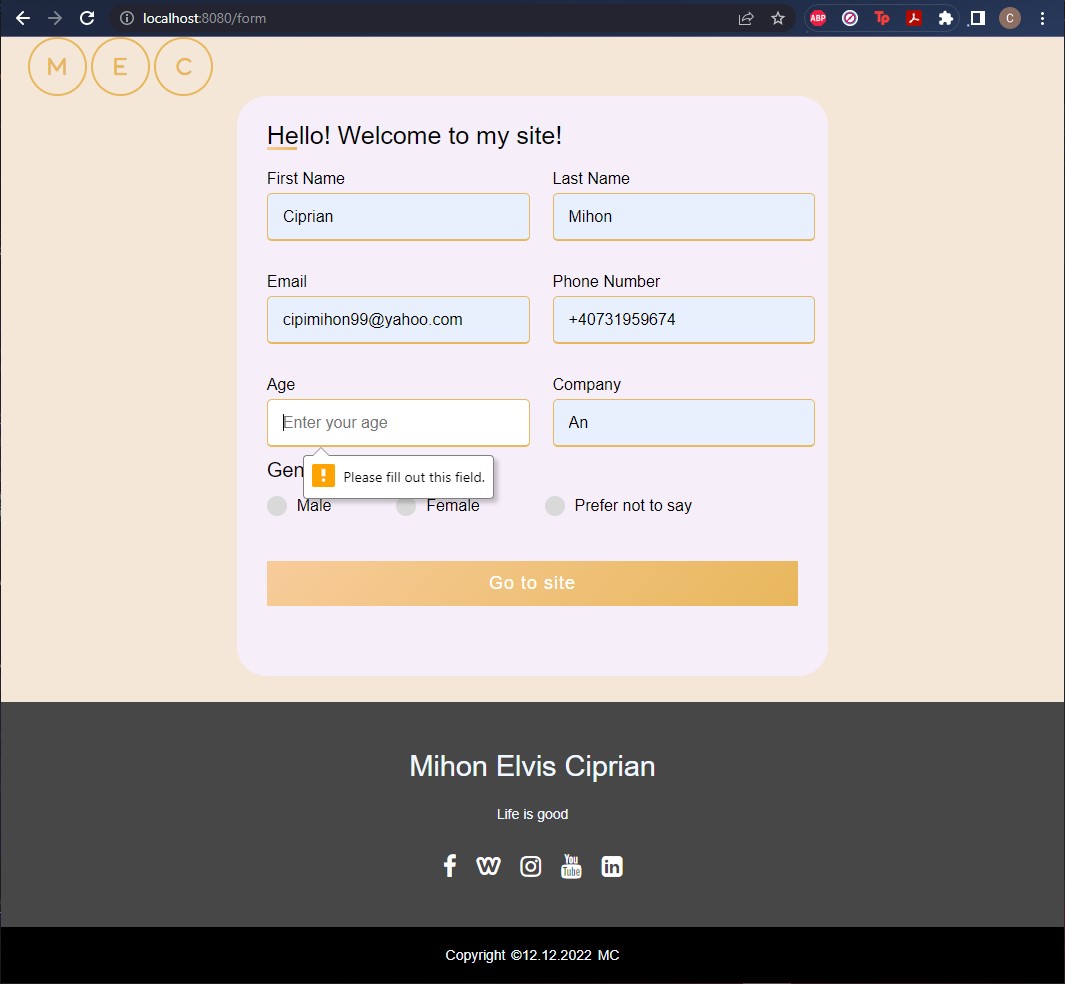 localhost:8080/form
ABP
Tp
C
M E C
Hello! Welcome to my site!
First Name Last Name
Ciprian Mihon
Email Phone Number
cipimihon99@yahoo.com +40731959674
Age Company
Enter your age An
Gen
Please fill out this field.
Male Female Prefer not to say
Go to site
Mihon Elvis Ciprian
Life is good
You
Tube
in
Copyright ©12.12.2022 MC